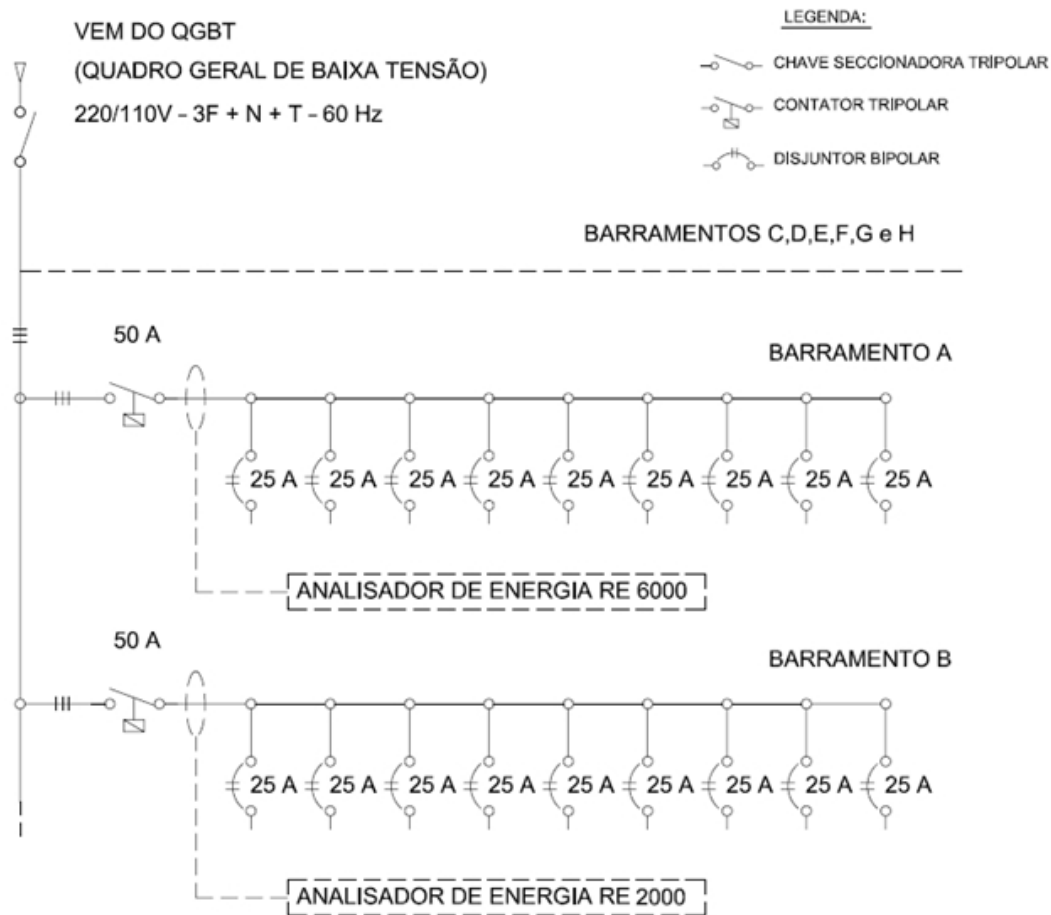 VEM DO QGBT
(QUADRO GERAL DE BAIXA TENSÃO)
220/110V - 3F + N + T - 60 Hz
LEGENDA:
CHAVE SECCIONADORA TRIPOLAR
CONTATOR TRIPOLAR
DISJUNTOR BIPOLAR
BARRAMENTOS C,D,E,F,G e H
50 A
BARRAMENTO A
25 A 25 A 25 A 25 A 25 A 25 A 25 A 25 A 25 A
ANALISADOR DE ENERGIA RE 6000
50 A
BARRAMENTO B
25 A 25 A 25 A 25 A 25 A 25 A 25 A 25 A 25 A
ANALISADOR DE ENERGIA RE 2000